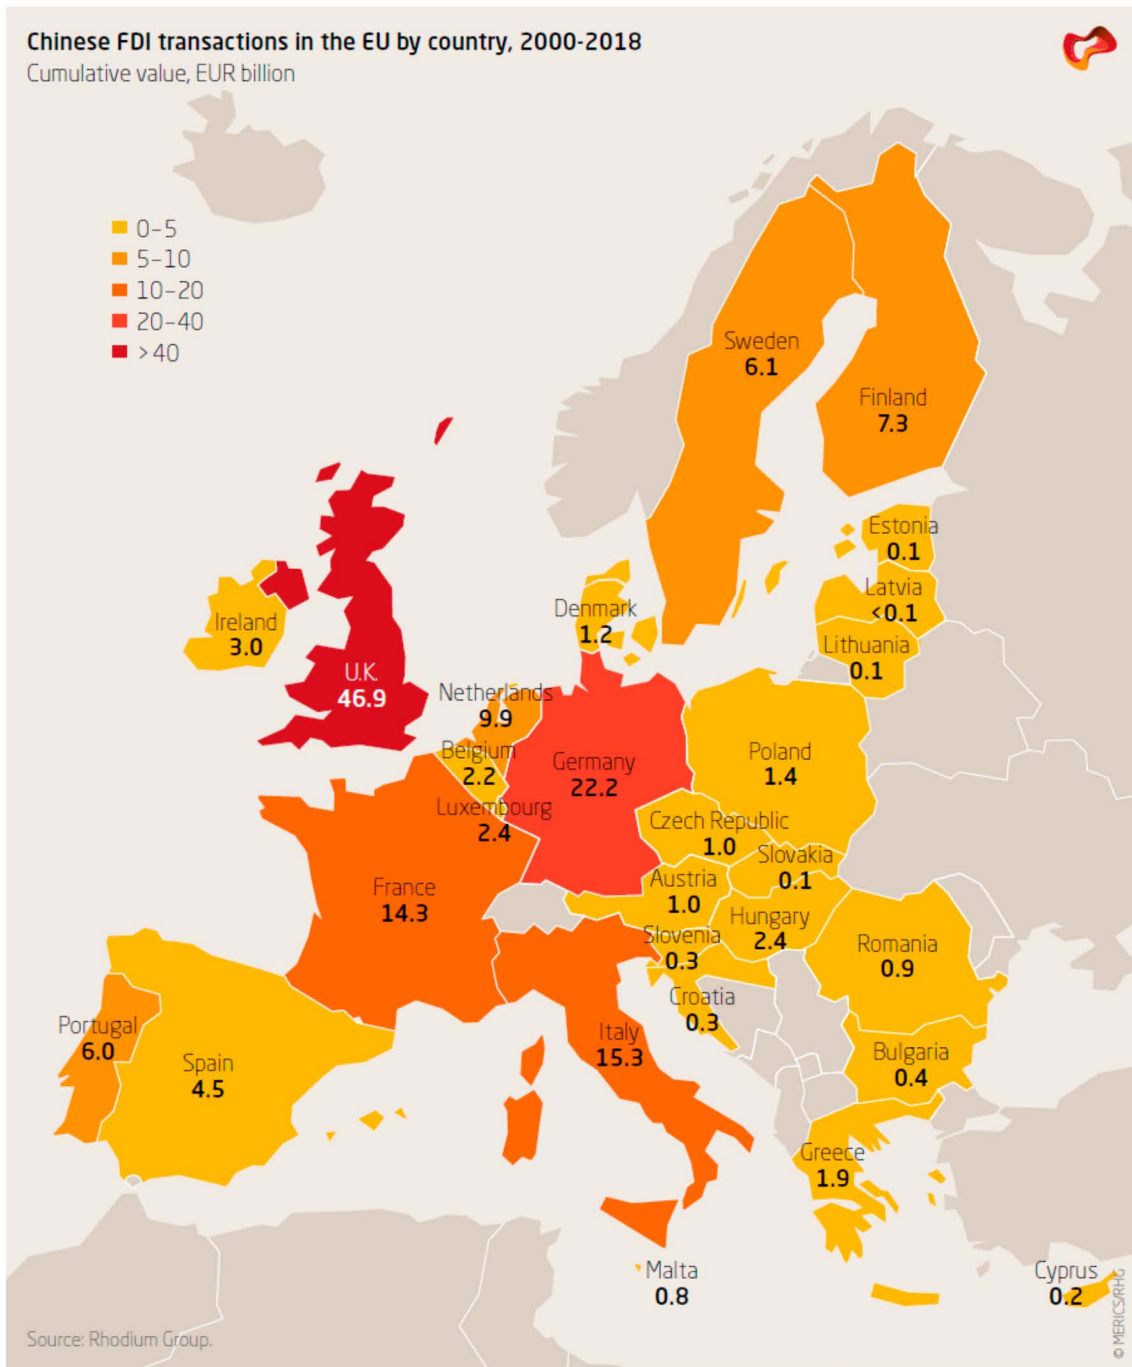 Chinese FDI transactions in the EU by country, 2000-2018
Cumulative value, EUR billion
0–5
5–10
10–20
20–40
>40
Sweden
6.1
Finland
7.3
Estonia
0.1
Latvia
<0.1
Lithuania
0.1
Denmark
1.2
Ireland
3.0
U.K.
46.9
Netherlands
9.9
Belgium
2.2
Luxembourg
2.4
Germany
22.2
Poland
1.4
Czech Republic
1.0
Slovakia
0.1
Austria
1.0
Hungary
2.4
Slovenia
0.3
Croatia
0.3
Romania
0.9
Bulgaria
0.4
France
14.3
Italy
15.3
Portugal
6.0
Spain
4.5
Greece
1.9
Malta
0.8
Cyprus
0.2
Source: Rhodium Group.
© MERICS/RHG